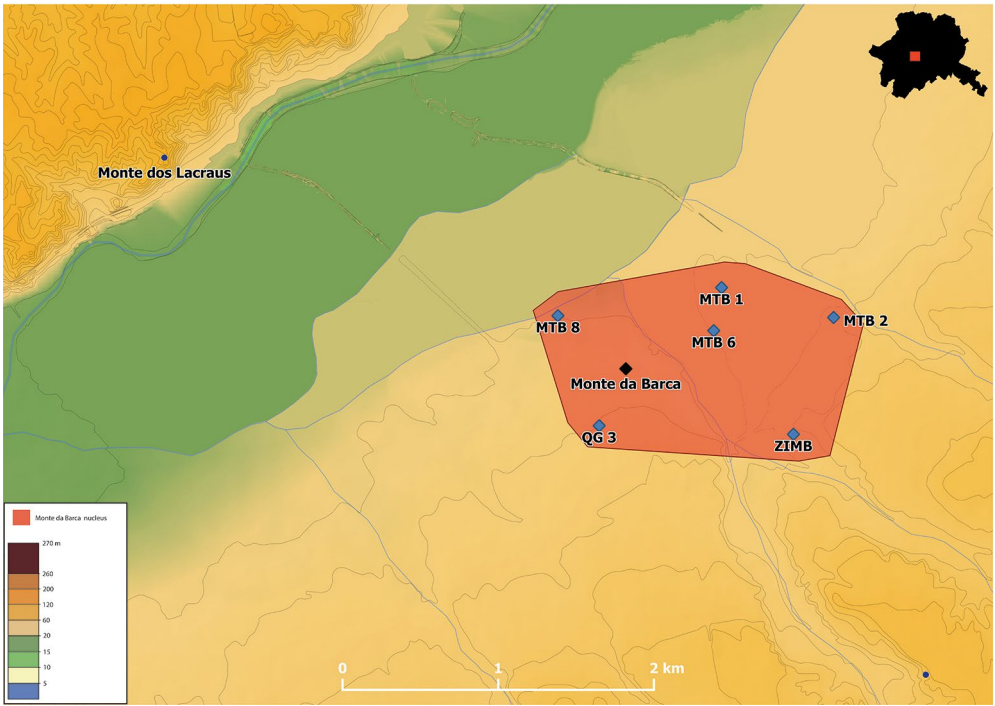 Monte dos Lacraus
MTB 1
MTB 8
MTB 2
MTB 6
Monte da Barca
QG 3
ZIMB
Monte da Barca nucleus
270 m
260
200
120
60
20
15
10
5
0
1
2 km